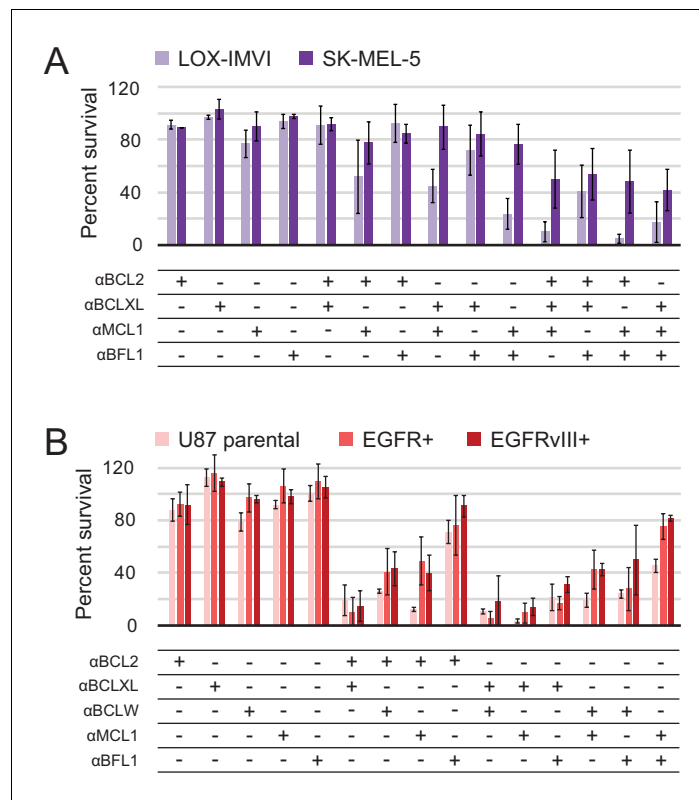 A
LOX-IMVI SK-MEL-5
Percent survival
120
80
40
0
αBCL2 + - - - + + + - - - + + + -
αBCLXL - + - - + - - + + - + + - +
αMCL1 - - + - - + - + - + + - + +
αBFL1 - - - + - - + - + + - + + +
B
U87 parental EGFR+ EGFRvIII+
Percent survival
120
80
40
0
αBCL2 + - - - - + + + + - - - - - -
αBCLXL - + - - - + - - - + + + - - -
αBCLW - - + - - - + - - + - - + + -
αMCL1 - - - + - - - + - - + - + - +
αBFL1 - - - - + - - - + - - + - + +